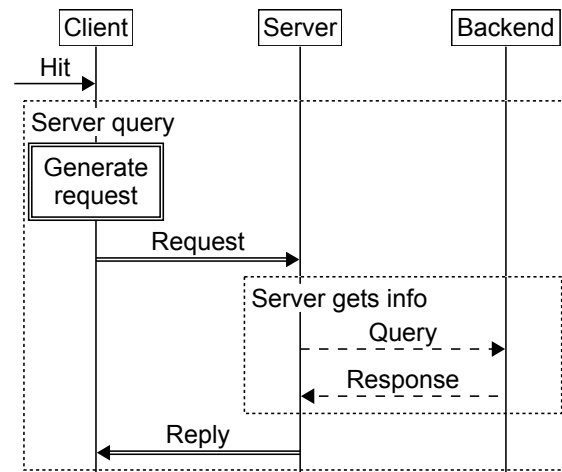 Client
Server
Backend
Hit
Server query
Generate
request
Request
Server gets info
Query
Response
Reply